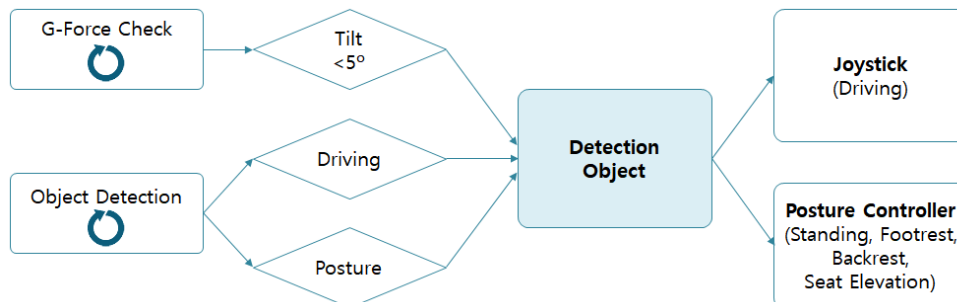 G-Force Check
Tilt
<5º
Joystick
(Driving)
Driving
Detection
Object
Object Detection
Posture
Posture Controller
(Standing, Footrest,
Backrest,
Seat Elevation)